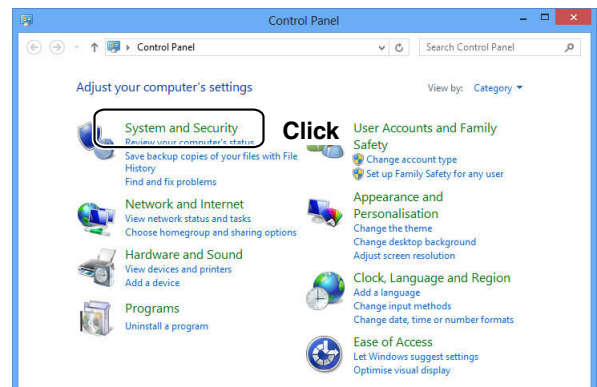 Control Panel
Control Panel
Search Control Panel
Adjust your computer's settings
View by: Category
System and Security
Review your computer's status
Save backup copies of your files with File
History
Find and fix problems
Network and Internet
View network status and tasks
Choose homegroup and sharing options
Hardware and Sound
View devices and printers
Add a device
Programs
Uninstall a program
Click
User Accounts and Family
Safety
Change account type
Set up Family Safety for any user
Appearance and
Personalisation
Change the theme
Change desktop background
Adjust screen resolution
Clock, Language and Region
Add a language
Change input methods
Change date, time or number formats
Ease of Access
Let Windows suggest settings
Optimise visual display